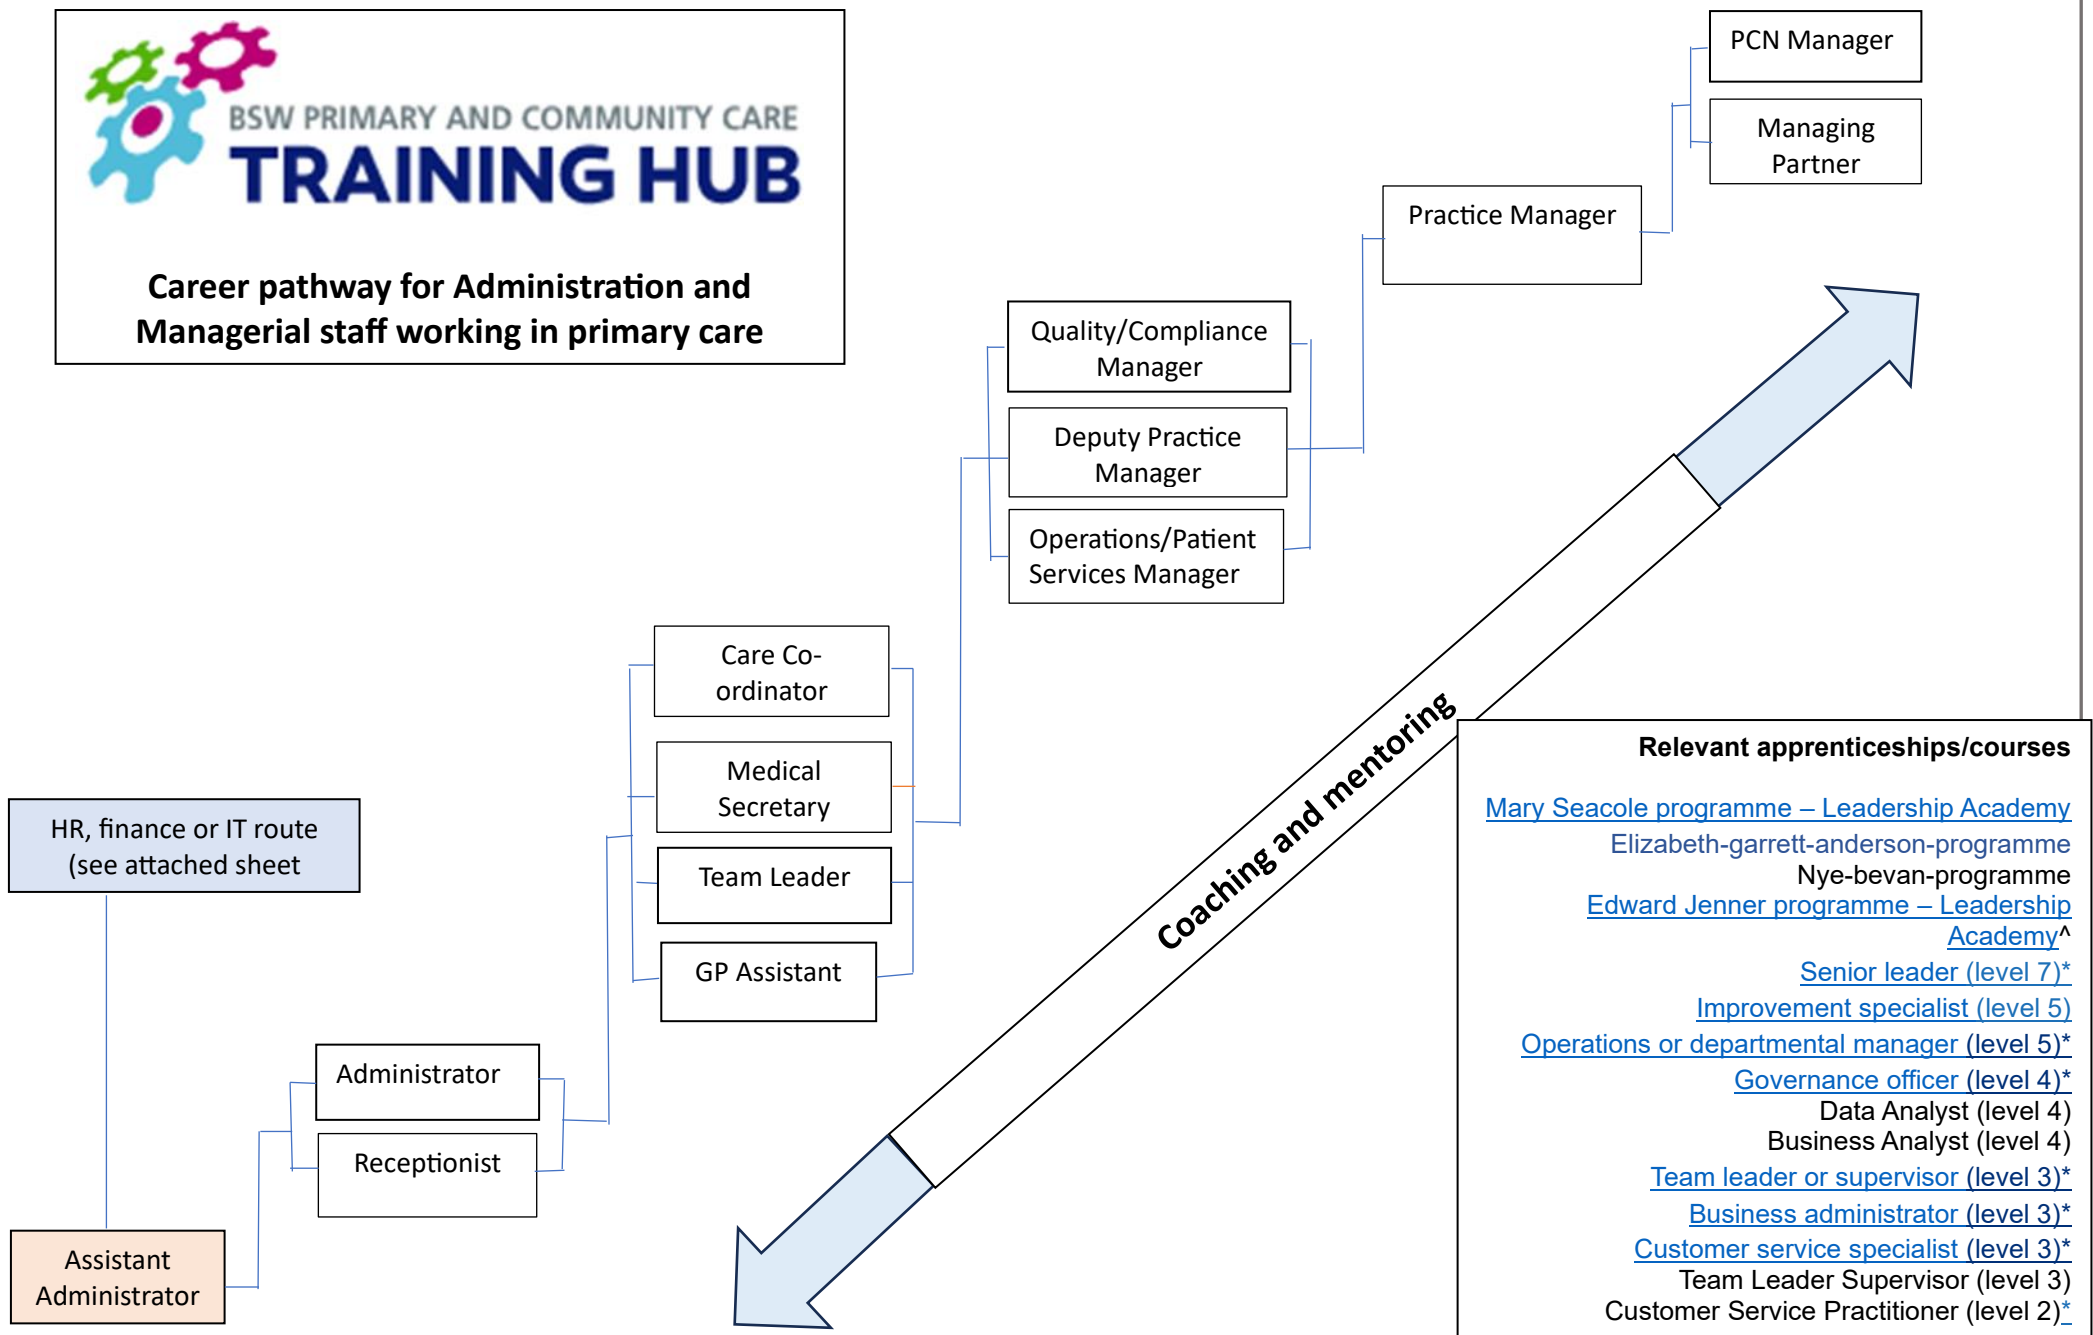 BSW PRIMARY AND COMMUNITY CARE
TRAINING HUB
Career pathway for Administration and
Managerial staff working in primary care
PCN Manager
Managing
Partner
Practice Manager
Quality/Compliance
Manager
Deputy Practice
Manager
Operations/Patient
Services Manager
Care Co-
ordinator
Medical
Secretary
Team Leader
GP Assistant
HR, finance or IT route
(see attached sheet
Administrator
Receptionist
Assistant
Administrator
Coaching and mentoring
Relevant apprenticeships/courses
Mary Seacole programme – Leadership Academy
Elizabeth-garrett-anderson-programme
Nye-bevan-programme
Edward Jenner programme – Leadership
Academy^
Senior leader (level 7)*
Improvement specialist (level 5)
Operations or departmental manager (level 5)*
Governance officer (level 4)*
Data Analyst (level 4)
Business Analyst (level 4)
Team leader or supervisor (level 3)*
Business administrator (level 3)*
Customer service specialist (level 3)*
Team Leader Supervisor (level 3)
Customer Service Practitioner (level 2)*